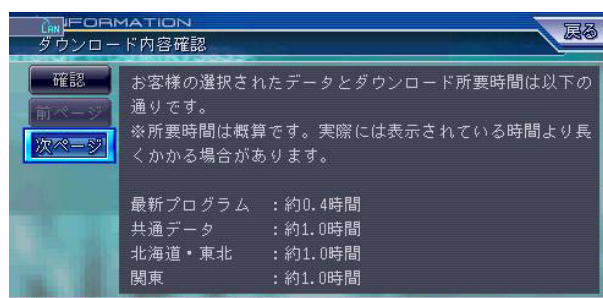 LAN INFORMATION
戻る
ダウンロード内容確認
確認
前ページ
次ページ
お客様の選択されたデータとダウンロード所要時間は以下の
通りです。
※所要時間は概算です。実際には表示されている時間より長
くかかる場合があります。
最新プログラム ：約0.4時間
共通データ ：約1.0時間
北海道・東北 ：約1.0時間
関東 ：約1.0時間